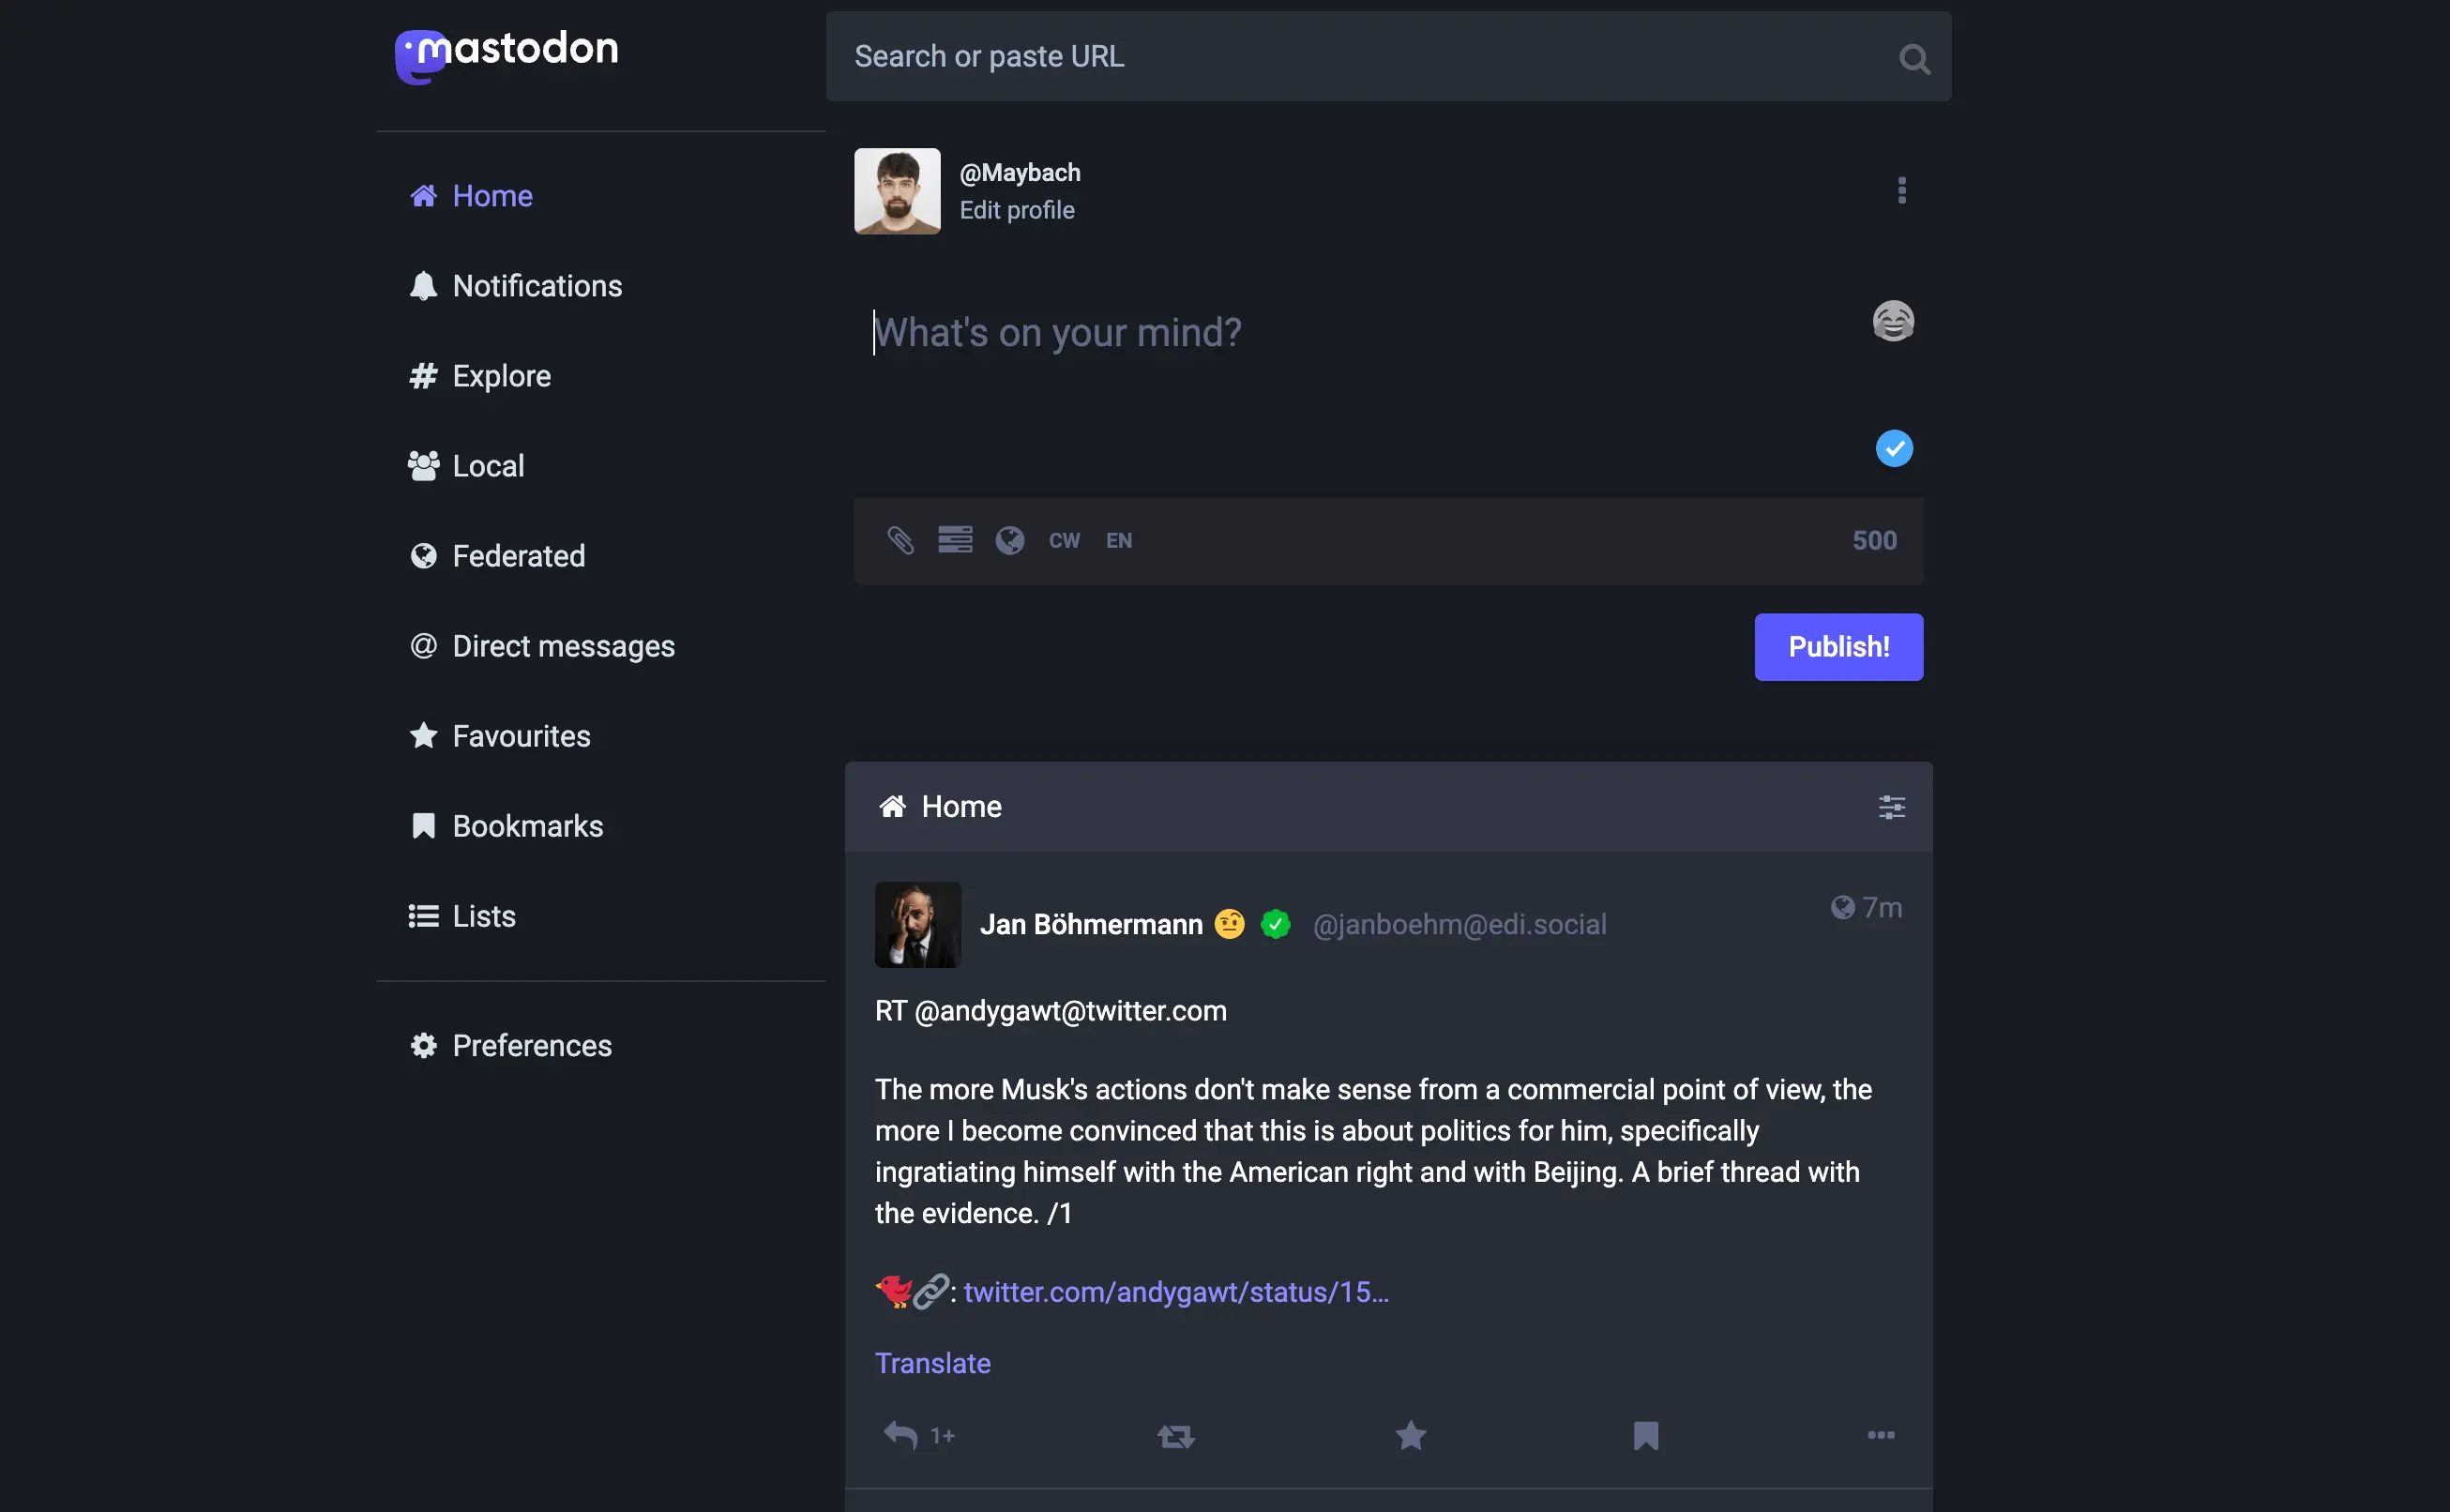 mastodon
Search or paste URL
Home
Notifications
Explore
Local
Federated
Direct messages
Favourites
Bookmarks
Lists
Preferences
@Maybach
Edit profile
What's on your mind?
CW EN 500
Publish!
Home
Jan Böhmermann @janboehm@edi.social 7m
RT @andygawt@twitter.com
The more Musk's actions don't make sense from a commercial point of view, the
more I become convinced that this is about politics for him, specifically
ingratiating himself with the American right and with Beijing. A brief thread with
the evidence. /1
🐦🔗: twitter.com/andygawt/status/15…
Translate
1+